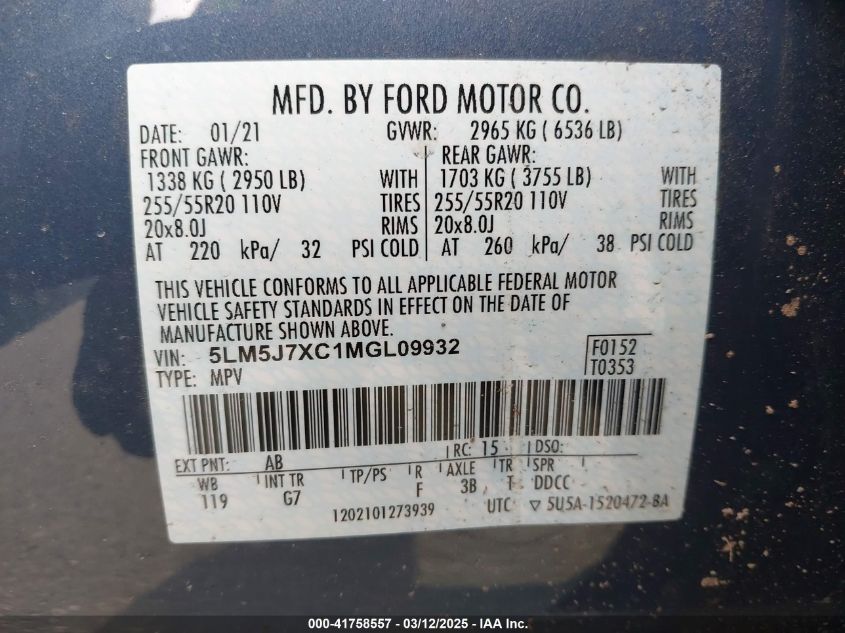 MFD. BY FORD MOTOR CO.
DATE: 01/21 GVWR: 2965 KG ( 6536 LB)
FRONT GAWR: REAR GAWR:
1338 KG ( 2950 LB) WITH 1703 KG ( 3755 LB) WITH
255/55R20 110V TIRES 255/55R20 110V TIRES
20x8.0J RIMS 20x8.0J RIMS
AT 220 kPa/ 32 PSI COLD AT 260 kPa/ 38 PSI COLD
THIS VEHICLE CONFORMS TO ALL APPLICABLE FEDERAL MOTOR
VEHICLE SAFETY STANDARDS IN EFFECT ON THE DATE OF
MANUFACTURE SHOWN ABOVE.
VIN: 5LM5J7XC1MGL09932 F0152
TYPE: MPV T0353
EXT PNT: AB RC: 15 DSO:
WB INT TR TP/PS R AXLE TR SPR
119 G7 F 3B T DDCC
1202101273939 UTC ▽ 5U5A-1520472-BA
000-41758557 - 03/12/2025 - IAA, Inc.